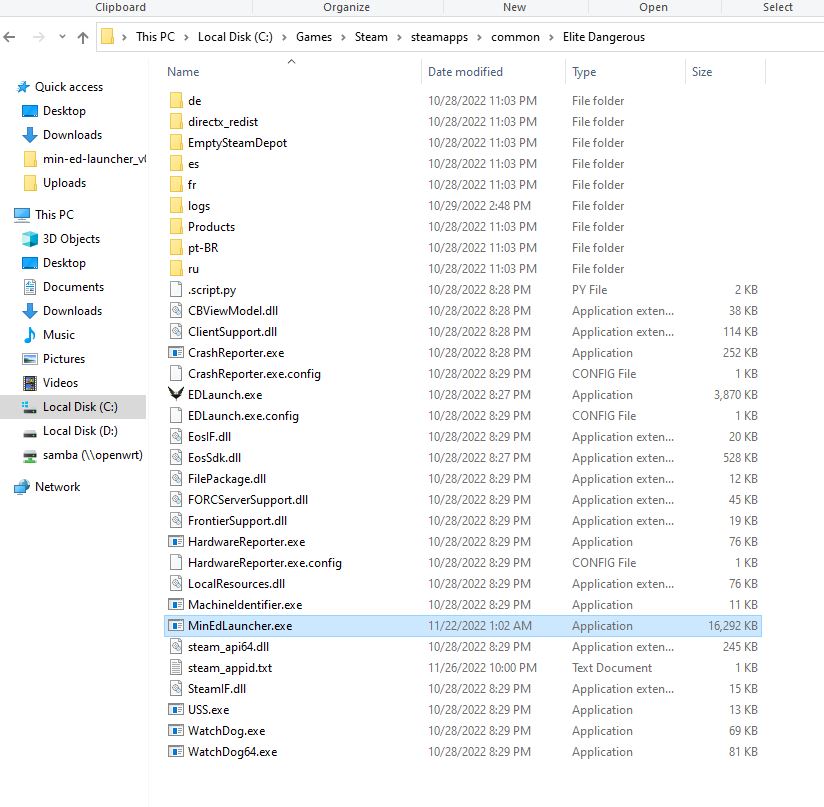 Clipboard Organize New Open Select
This PC Local Disk (C:) Games Steam steamapps common Elite Dangerous
Name Date modified Type Size
Quick access
Desktop
Downloads
min-ed-launcher_v
Uploads
This PC
3D Objects
Desktop
Documents
Downloads
Music
Pictures
Videos
Local Disk (C:)
Local Disk (D:)
samba (\\openwrt)
Network
de 10/28/2022 11:03 PM File folder
directx_redist 10/28/2022 11:03 PM File folder
EmptySteamDepot 10/28/2022 11:03 PM File folder
es 10/28/2022 11:03 PM File folder
fr 10/28/2022 11:03 PM File folder
logs 10/29/2022 2:48 PM File folder
Products 10/28/2022 11:03 PM File folder
pt-BR 10/28/2022 11:03 PM File folder
ru 10/28/2022 11:03 PM File folder
.script.py 10/28/2022 8:28 PM PY File 2 KB
CBViewModel.dll 10/28/2022 8:28 PM Application exten... 38 KB
ClientSupport.dll 10/28/2022 8:28 PM Application exten... 114 KB
CrashReporter.exe 10/28/2022 8:28 PM Application 252 KB
CrashReporter.exe.config 10/28/2022 8:29 PM CONFIG File 1 KB
EDLaunch.exe 10/28/2022 8:27 PM Application 3,870 KB
EDLaunch.exe.config 10/28/2022 8:29 PM CONFIG File 1 KB
EosIF.dll 10/28/2022 8:29 PM Application exten... 20 KB
EosSdk.dll 10/28/2022 8:27 PM Application exten... 528 KB
FilePackage.dll 10/28/2022 8:29 PM Application exten... 12 KB
FORCServerSupport.dll 10/28/2022 8:29 PM Application exten... 45 KB
FrontierSupport.dll 10/28/2022 8:29 PM Application exten... 19 KB
HardwareReporter.exe 10/28/2022 8:29 PM Application 76 KB
HardwareReporter.exe.config 10/28/2022 8:29 PM CONFIG File 1 KB
LocalResources.dll 10/28/2022 8:29 PM Application exten... 76 KB
MachineIdentifier.exe 10/28/2022 8:29 PM Application 11 KB
MinEdLauncher.exe 11/22/2022 1:02 AM Application 16,292 KB
steam_api64.dll 10/28/2022 8:29 PM Application exten... 245 KB
steam_appid.txt 11/26/2022 10:00 PM Text Document 1 KB
SteamIF.dll 10/28/2022 8:29 PM Application exten... 15 KB
USS.exe 10/28/2022 8:29 PM Application 13 KB
WatchDog.exe 10/28/2022 8:29 PM Application 69 KB
WatchDog64.exe 10/28/2022 8:29 PM Application 81 KB